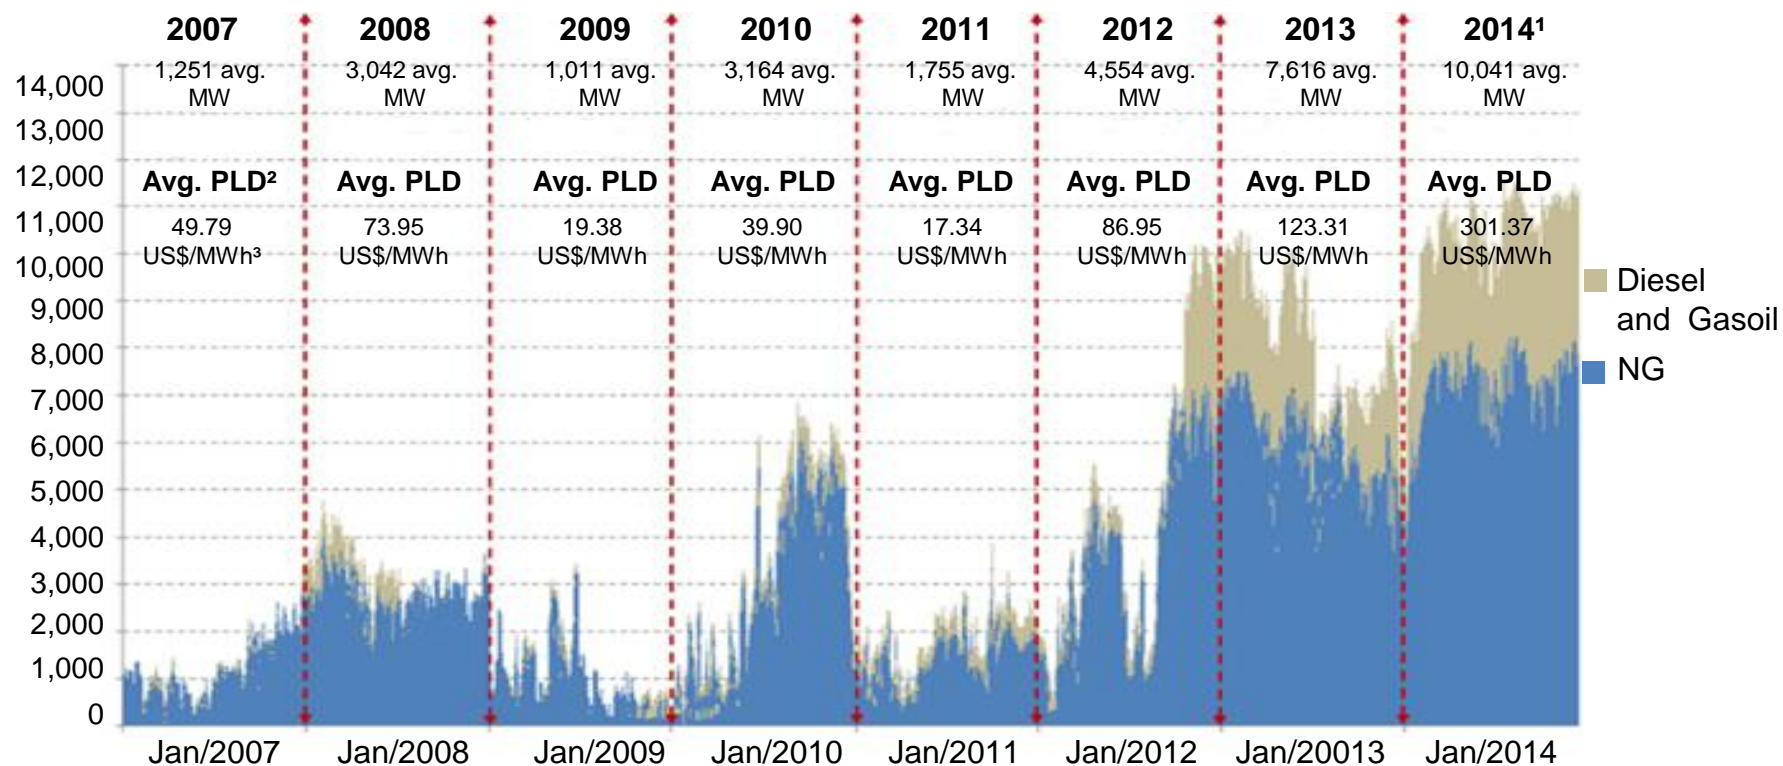 2007 2008 2009 2010 2011 2012 2013 2014¹
1,251 avg. 3,042 avg. 1,011 avg. 3,164 avg. 1,755 avg. 4,554 avg. 7,616 avg. 10,041 avg.
MW MW MW MW MW MW MW MW
Avg. PLD² Avg. PLD Avg. PLD Avg. PLD Avg. PLD Avg. PLD Avg. PLD Avg. PLD
49.79 73.95 19.38 39.90 17.34 86.95 123.31 301.37
US$/MWh³ US$/MWh US$/MWh US$/MWh US$/MWh US$/MWh US$/MWh US$/MWh
14,000
13,000
12,000
11,000
10,000
9,000
8,000
7,000
6,000
5,000
4,000
3,000
2,000
1,000
0
Diesel
and Gasoil
NG
Jan/2007 Jan/2008 Jan/2009 Jan/2010 Jan/2011 Jan/2012 Jan/20013 Jan/2014